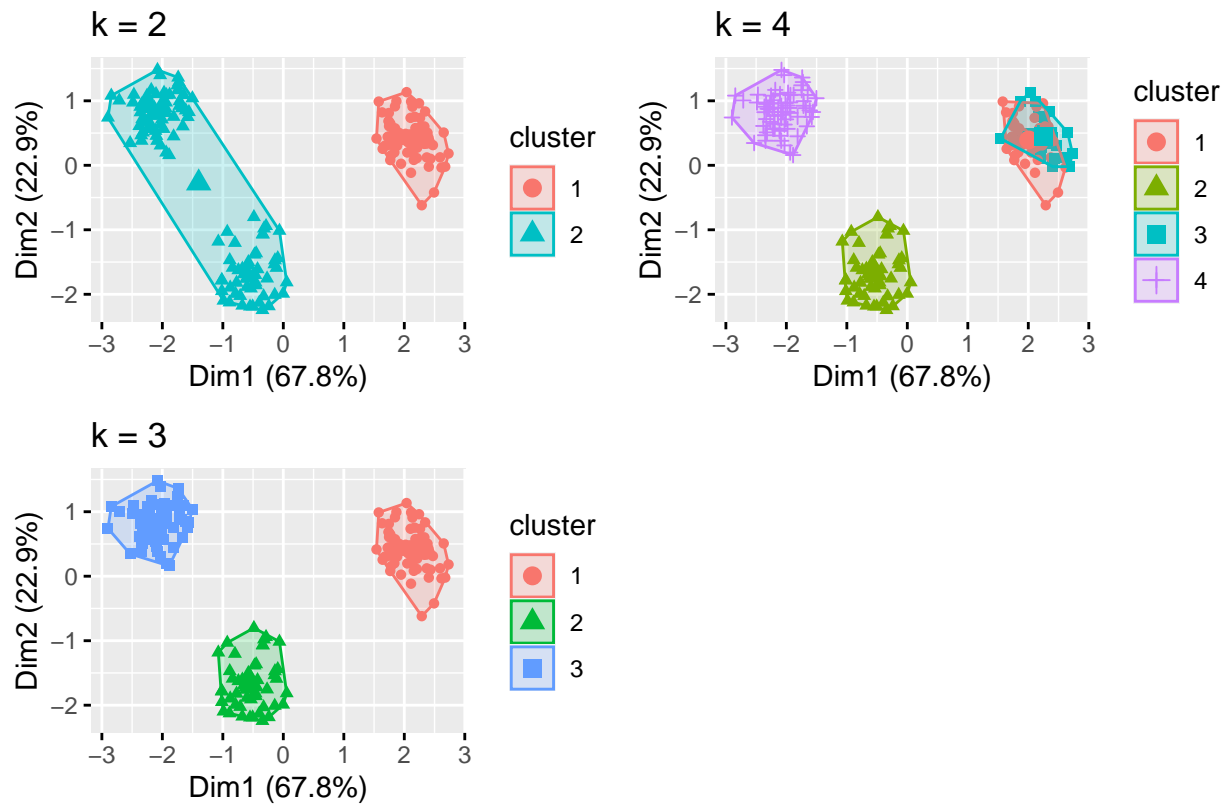 k = 2
Dim2 (22.9%)
1
0
−1
−2
−3 −2 −1 0 1 2 3
Dim1 (67.8%)
cluster
1
2
k = 4
Dim2 (22.9%)
1
0
−1
−2
−3 −2 −1 0 1 2 3
Dim1 (67.8%)
cluster
1
2
3
4
k = 3
Dim2 (22.9%)
1
0
−1
−2
−3 −2 −1 0 1 2 3
Dim1 (67.8%)
cluster
1
2
3